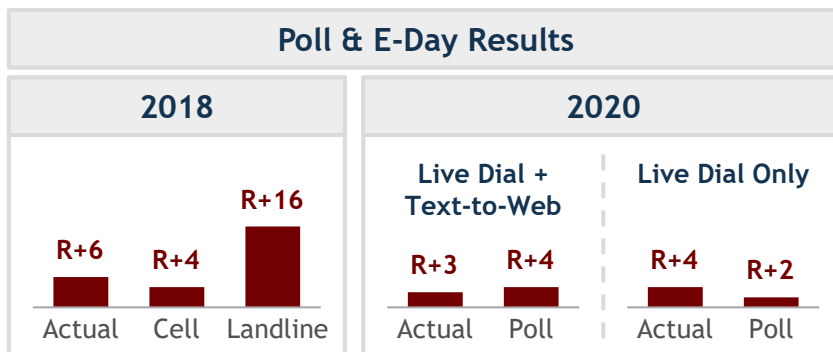 Poll & E-Day Results
2018
R+6
R+4
R+16
Actual
Cell
Landline
2020
Live Dial +
Text-to-Web
R+3
R+4
Actual
Poll
Live Dial Only
R+4
R+2
Actual
Poll